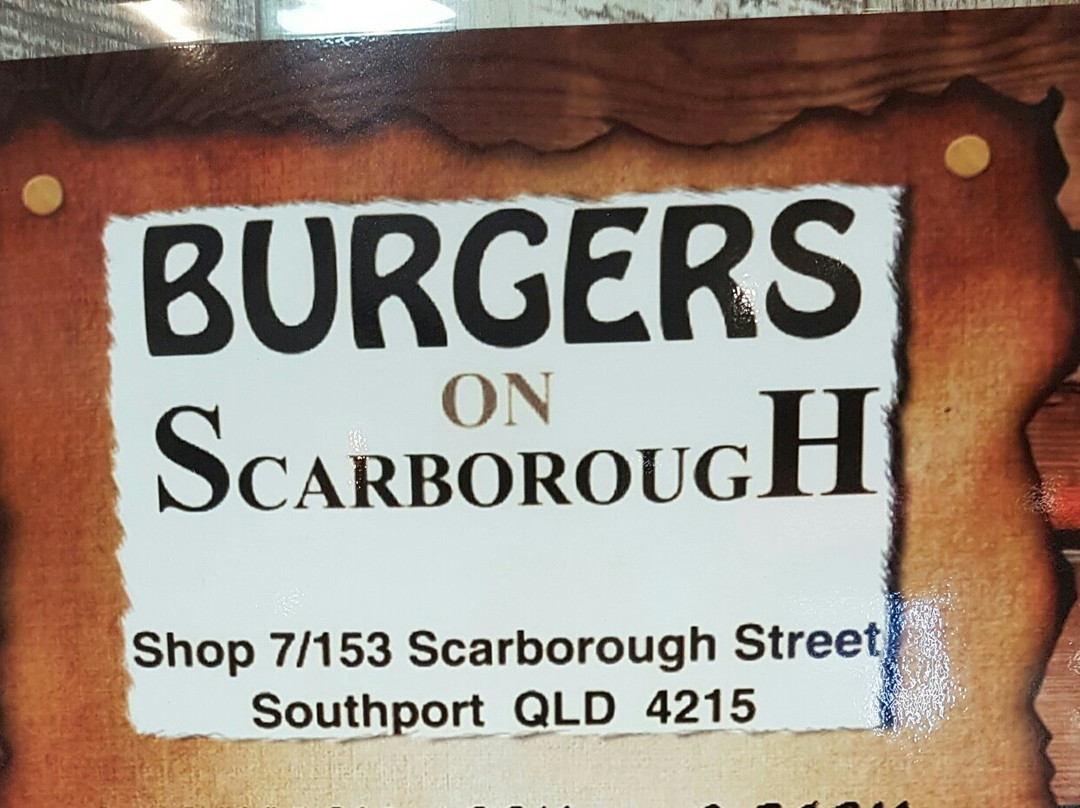 BURGERS
ON
SCARBOROUGH
Shop 7/153 Scarborough Street
Southport QLD 4215